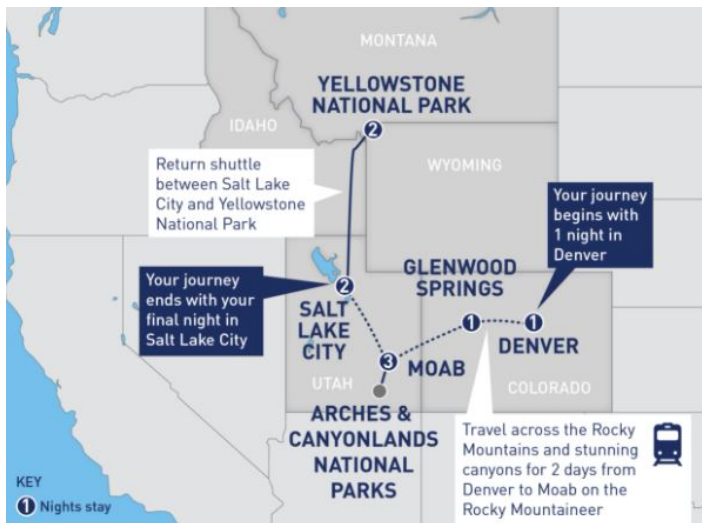 MONTANA
YELLOWSTONE
NATIONAL PARK
2
IDAHO
WYOMING
Return shuttle
between Salt Lake
City and Yellowstone
National Park
Your journey
begins with
1 night in
Denver
Your journey
ends with your
final night in
Salt Lake City
2
SALT
LAKE
CITY
GLENWOOD
SPRINGS
1
1
DENVER
3
MOAB
UTAH
COLORADO
ARCHES &
CANYONLANDS
NATIONAL
PARKS
Travel across the Rocky
Mountains and stunning
canyons for 2 days from
Denver to Moab on the
Rocky Mountaineer
KEY
1 Nights stay